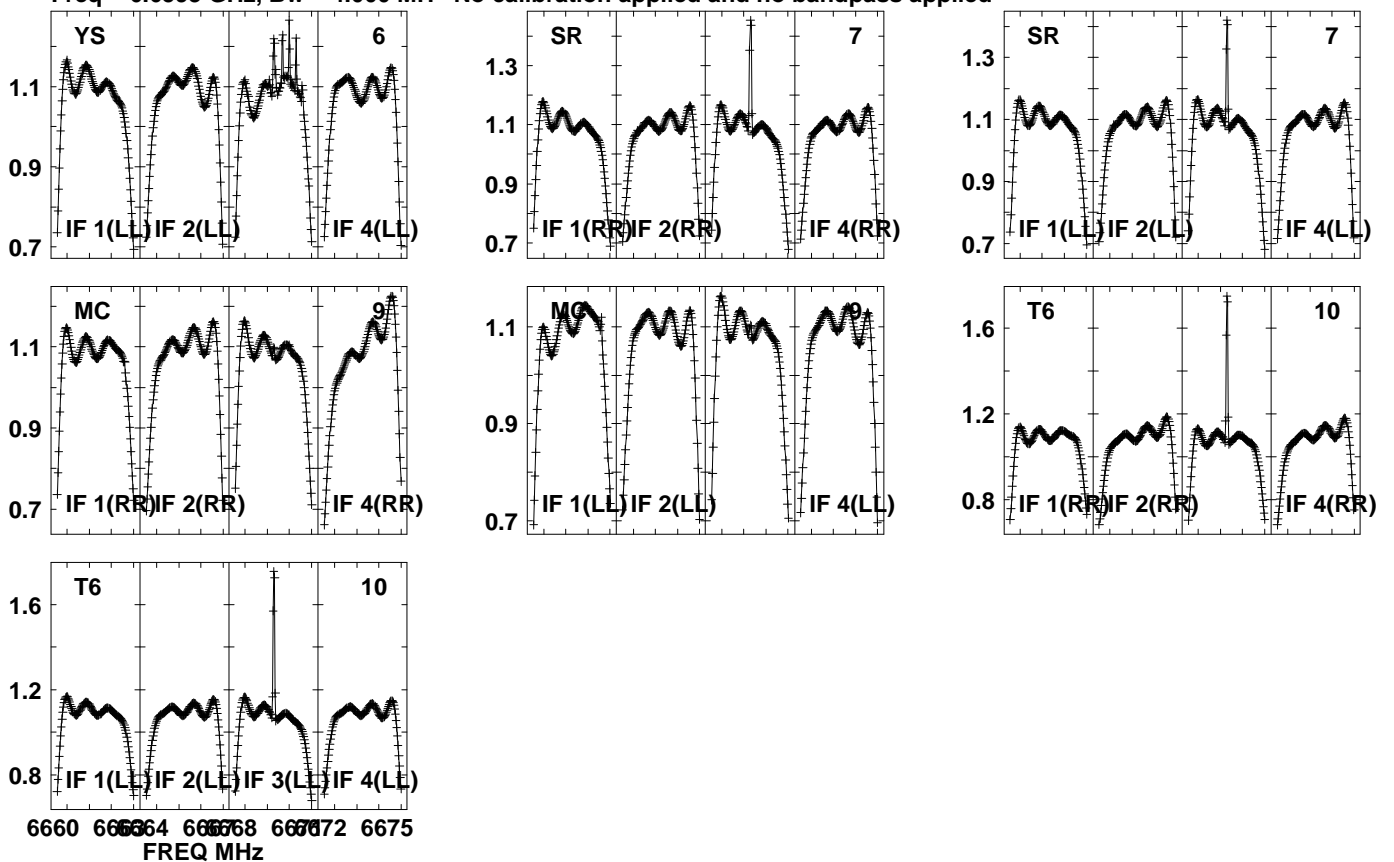 No calibration applied and no bandpass applied
YS 6
1.1
0.9
0.7
IF 1(LL) IF 2(LL) IF 4(LL)
SR 7
1.3
1.1
0.9
0.7
IF 1(RR) IF 2(RR) IF 4(RR)
SR 7
1.3
1.1
0.9
0.7
IF 1(LL) IF 2(LL) IF 4(LL)
MC 9
1.1
0.9
0.7
IF 1(RR) IF 2(RR) IF 4(RR)
MC 9
1.1
0.9
0.7
IF 1(LL) IF 2(LL) IF 4(LL)
T6 10
1.6
1.2
0.8
IF 1(RR) IF 2(RR) IF 4(RR)
T6 10
1.6
1.2
0.8
IF 1(LL) IF 2(LL) IF 3(LL) IF 4(LL)
6660 6663 6664 6667 6668 6671 6672 6675
FREQ MHz